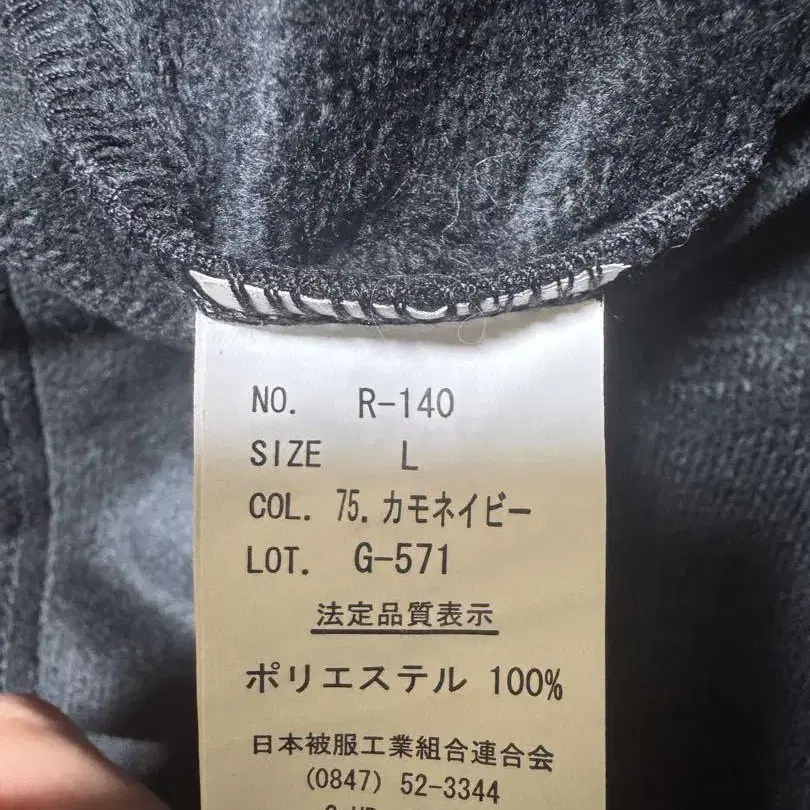 NO. R-140
SIZE L
COL. 75.カモネイビー
LOT. G-571
法定品質表示
ポリエステル 100%
日本被服工業組合連合会
(0847) 52-3344